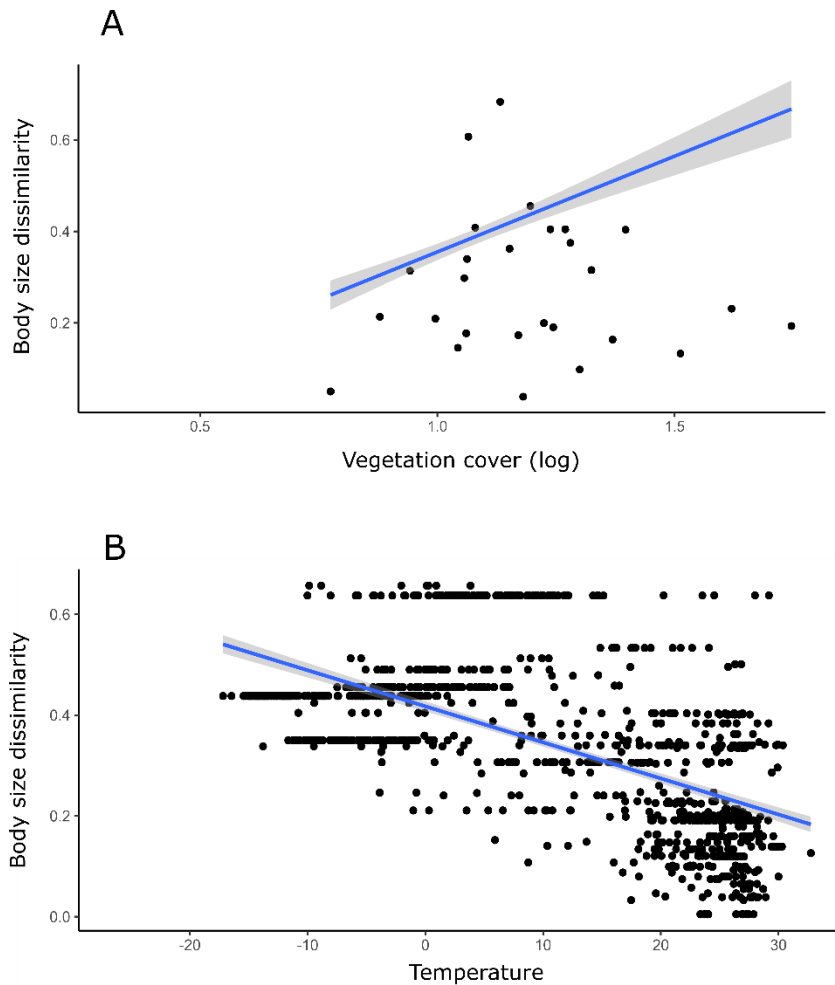 A
Body size dissimilarity
0.6
0.4
0.2
0.5
1.0
1.5
Vegetation cover (log)
B
Body size dissimilarity
0.6
0.4
0.2
0.0
-20
-10
0
10
20
30
Temperature